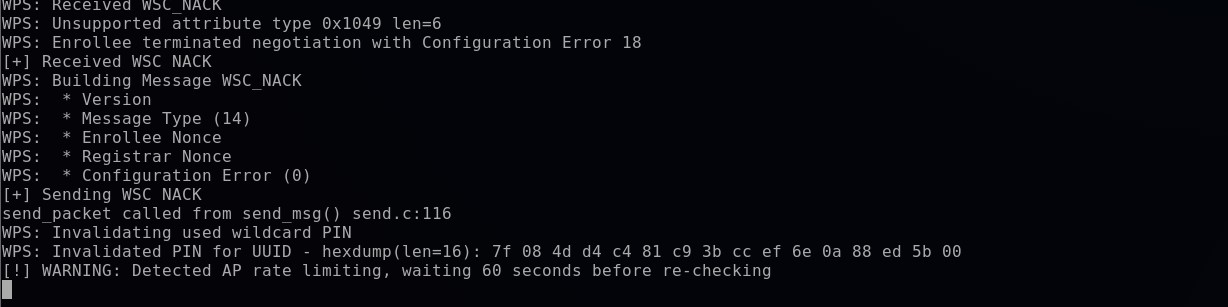 WPS: Received WSC_NACK
WPS: Unsupported attribute type 0x1049 len=6
WPS: Enrollee terminated negotiation with Configuration Error 18
[+] Received WSC NACK
WPS: Building Message WSC_NACK
WPS:  * Version
WPS:  * Message Type (14)
WPS:  * Enrollee Nonce
WPS:  * Registrar Nonce
WPS:  * Configuration Error (0)
[+] Sending WSC NACK
send_packet called from send_msg() send.c:116
WPS: Invalidating used wildcard PIN
WPS: Invalidated PIN for UUID - hexdump(len=16): 7f 08 4d d4 c4 81 c9 3b cc ef 6e 0a 88 ed 5b 00
[!] WARNING: Detected AP rate limiting, waiting 60 seconds before re-checking